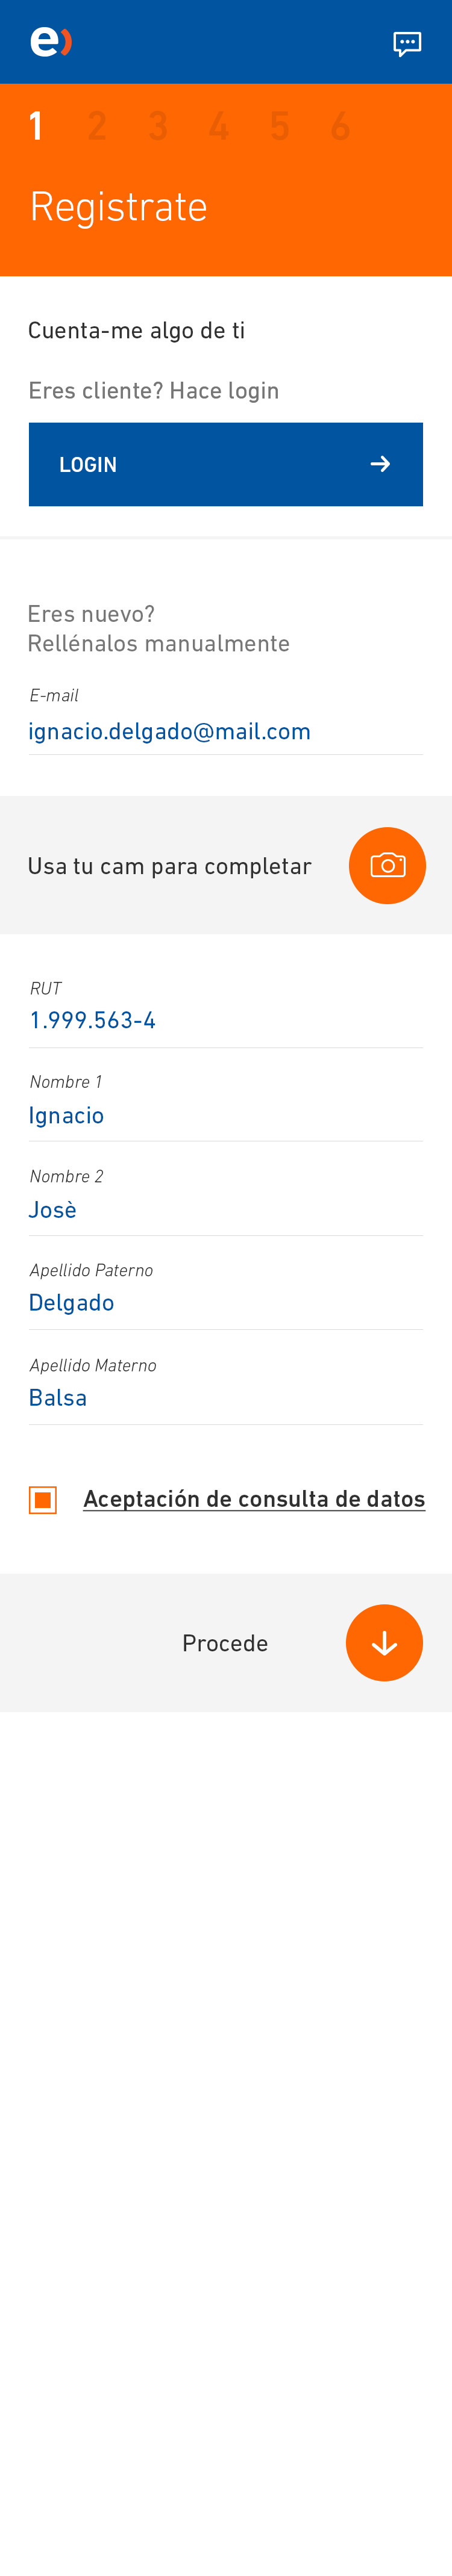 e)
1 2 3 4 5 6
Registrate
Cuenta-me algo de ti
Eres cliente? Hace login
LOGIN
Eres nuevo?
Rellénalos manualmente
E-mail
ignacio.delgado@mail.com
Usa tu cam para completar
RUT
1.999.563-4
Nombre 1
Ignacio
Nombre 2
Josè
Apellido Paterno
Delgado
Apellido Materno
Balsa
Aceptación de consulta de datos
Procede